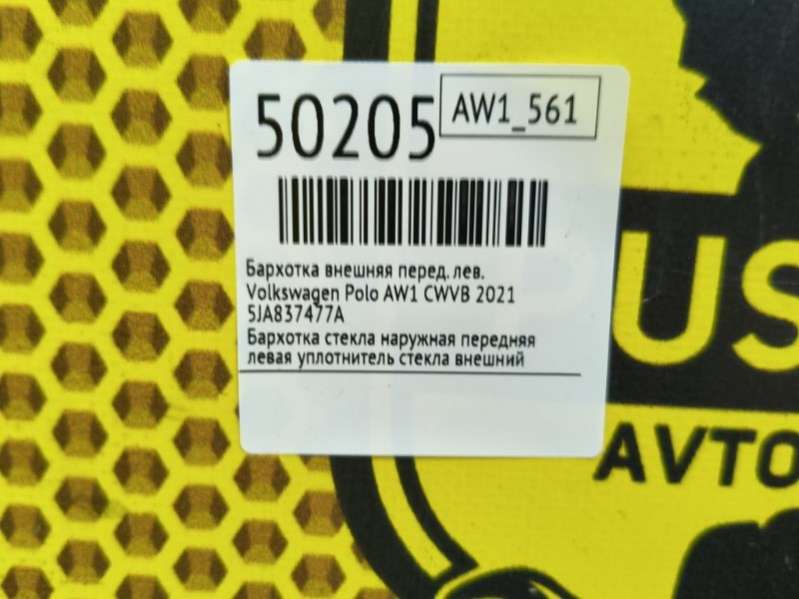 50205
AW1_561
Бархотка внешняя перед. лев.
Volkswagen Polo AW1 CWVB 2021
5JA837477A
Бархотка стекла наружная передняя
левая уплотнитель стекла внешний
US
AVTO